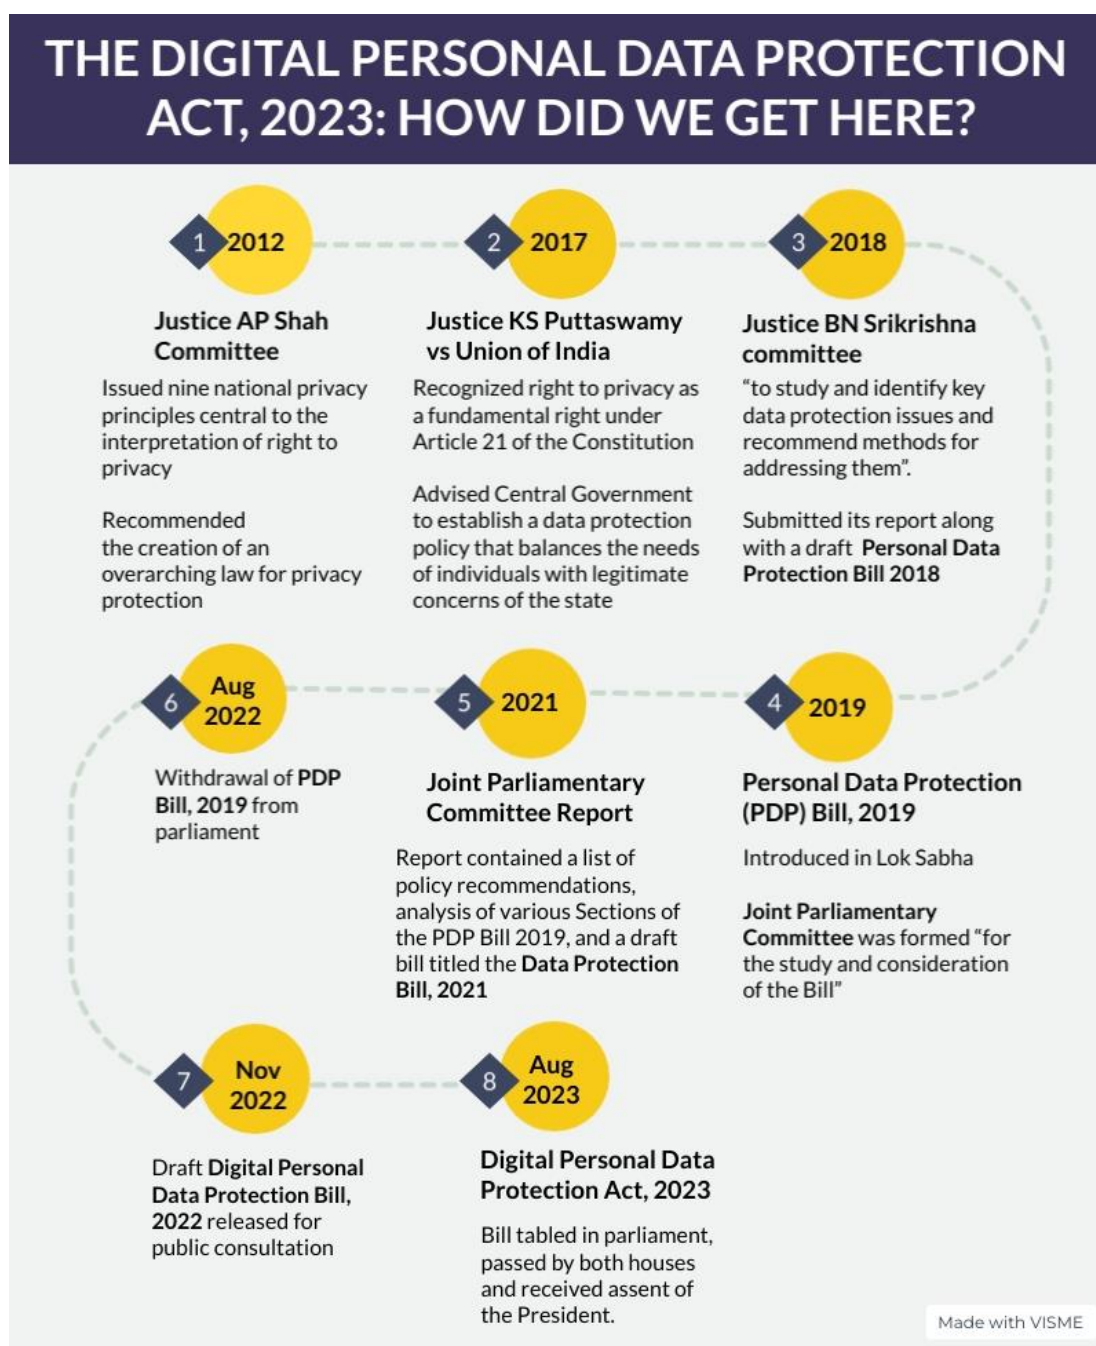 THE DIGITAL PERSONAL DATA PROTECTION
ACT, 2023: HOW DID WE GET HERE?
1 2012
Justice AP Shah
Committee
Issued nine national privacy
principles central to the
interpretation of right to
privacy
Recommended
the creation of an
overarching law for privacy
protection
2 2017
Justice KS Puttaswamy
vs Union of India
Recognized right to privacy as
a fundamental right under
Article 21 of the Constitution
Advised Central Government
to establish a data protection
policy that balances the needs
of individuals with legitimate
concerns of the state
3 2018
Justice BN Srikrishna
committee
“to study and identify key
data protection issues and
recommend methods for
addressing them”.
Submitted its report along
with a draft Personal Data
Protection Bill 2018
4 2019
Personal Data Protection
(PDP) Bill, 2019
Introduced in Lok Sabha
Joint Parliamentary
Committee was formed “for
the study and consideration
of the Bill”
5 2021
Joint Parliamentary
Committee Report
Report contained a list of
policy recommendations,
analysis of various Sections of
the PDP Bill 2019, and a draft
bill titled the Data Protection
Bill, 2021
6 Aug
2022
Withdrawal of PDP
Bill, 2019 from
parliament
7 Nov
2022
Draft Digital Personal
Data Protection Bill,
2022 released for
public consultation
8 Aug
2023
Digital Personal Data
Protection Act, 2023
Bill tabled in parliament,
passed by both houses
and received assent of
the President.
Made with VISME